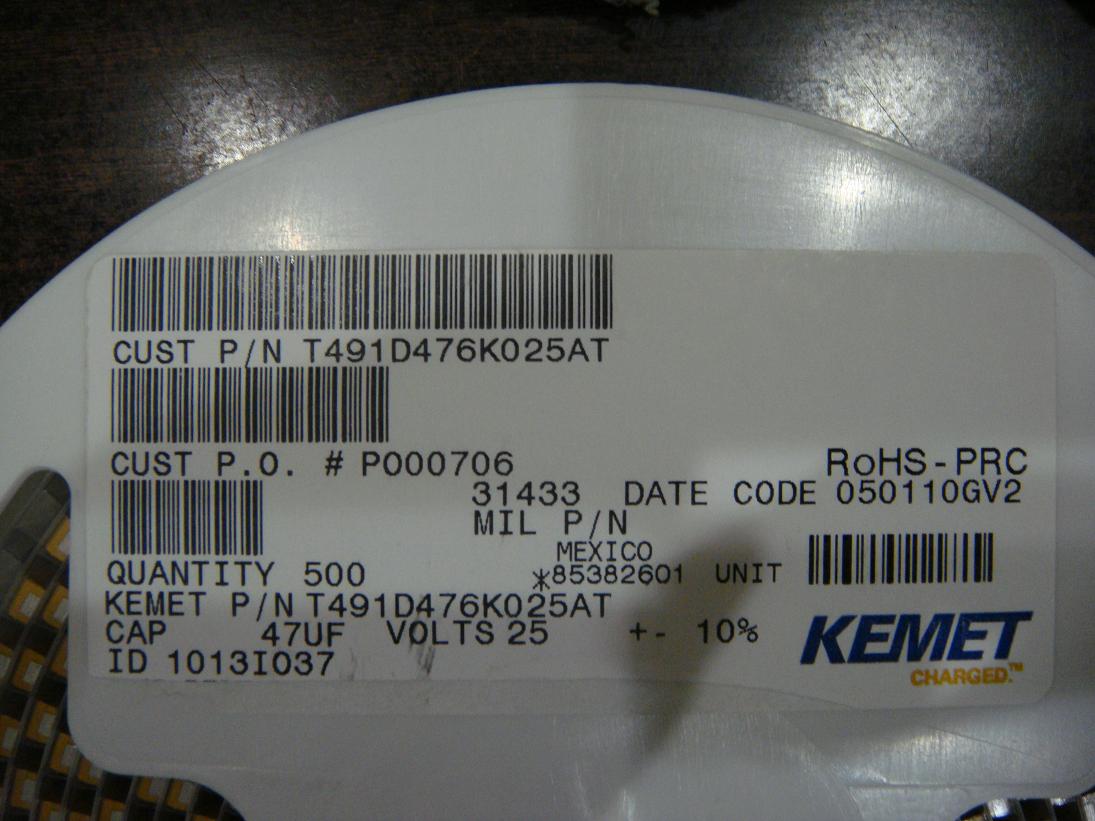 CUST P/N T491D476K025AT
CUST P.O. # P000706
RoHS-PRC
31433 DATE CODE 050110GV2
MIL P/N
MEXICO
QUANTITY 500 *85382601 UNIT
KEMET P/N T491D476K025AT
CAP 47UF VOLTS 25 +- 10%
ID 1013I037
KEMET
CHARGED.™